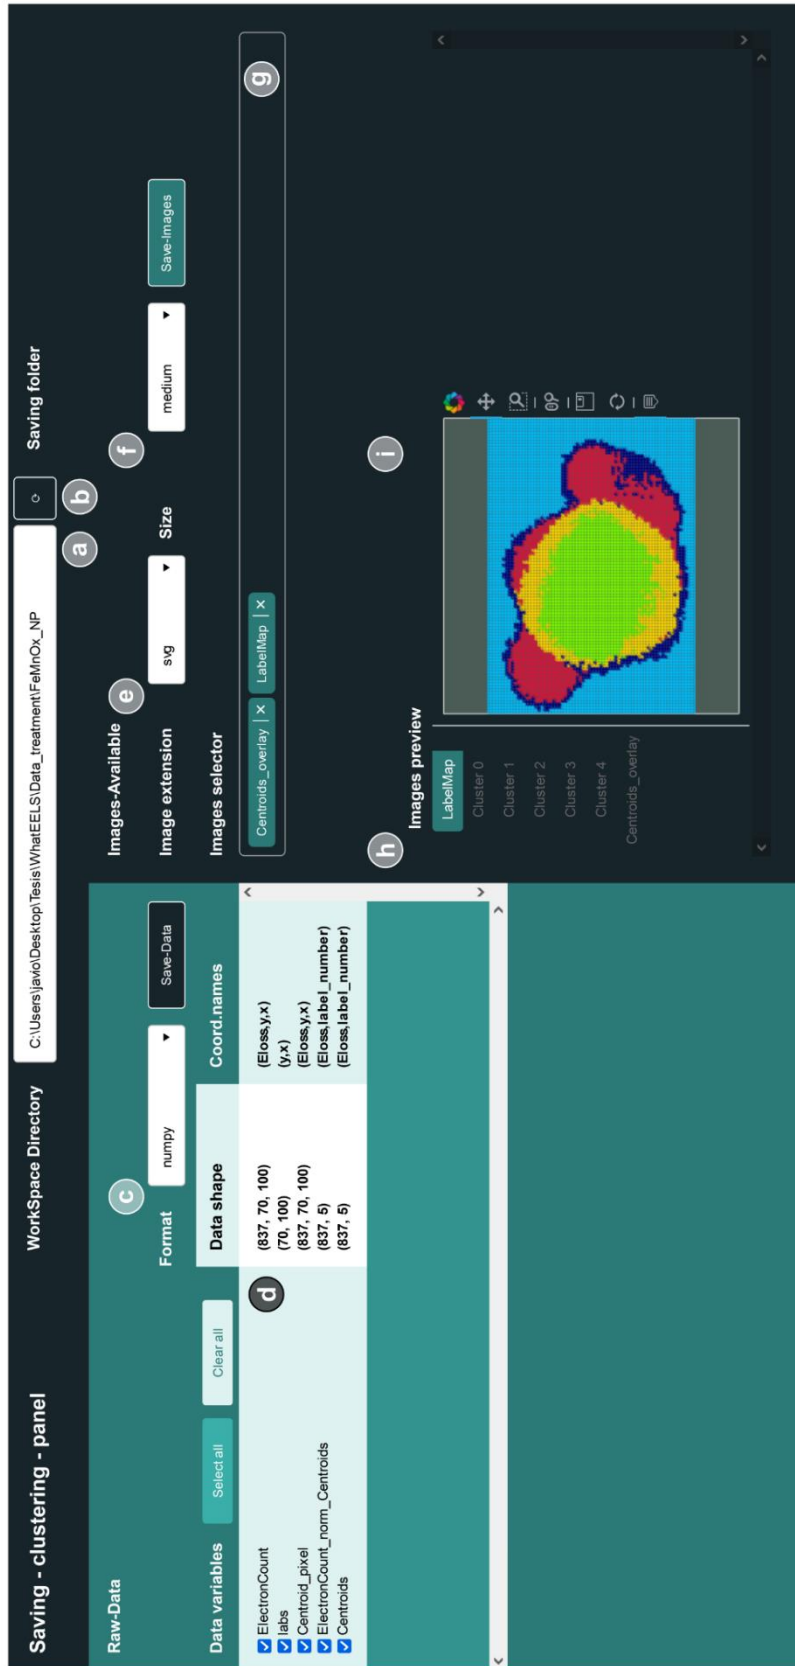 Saving - clustering - panel
WorkSpace Directory
C:\Users\javio\Desktop\Tesis\WhatEELS\Data_treatment\FeMnOx_NP
Saving folder
a
b
Raw-Data
c
Format
numpy
Save-Data
Data variables
Select all
Clear all
Data shape
Coord.names
d
ElectronCount (837, 70, 100) (Eloss,y,x)
labs (70, 100) (y,x)
Centroid_pixel (837, 70, 100) (Eloss,y,x)
ElectronCount_norm_Centroids (837, 5) (Eloss,label_number)
Centroids (837, 5) (Eloss,label_number)
Images-Available
e
f
Image extension
svg
Size
medium
Save-Images
Images selector
Centroids_overlay | ×
LabelMap | ×
g
h
i
Images preview
LabelMap
Cluster 0
Cluster 1
Cluster 2
Cluster 3
Cluster 4
Centroids_overlay